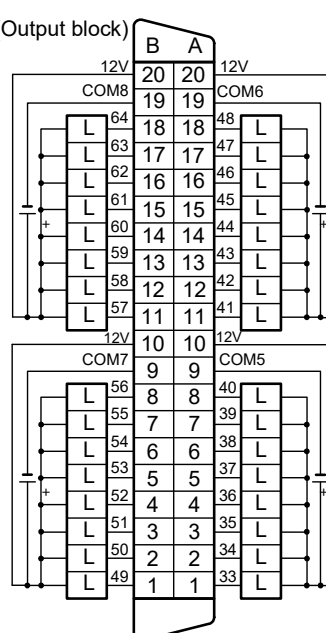 Output block)
B A
12V 20 20 12V
COM8 19 19 COM6
L 64 18 18 48 L
L 63 17 17 47 L
L 62 16 16 46 L
L 61 15 15 45 L
+ L 60 14 14 44 L +
L 59 13 13 43 L
L 58 12 12 42 L
L 57 11 11 41 L
12V 10 10 12V
COM7 9 9 COM5
L 56 8 8 40 L
L 55 7 7 39 L
L 54 6 6 38 L
L 53 5 5 37 L
+ L 52 4 4 36 L +
L 51 3 3 35 L
L 50 2 2 34 L
L 49 1 1 33 L